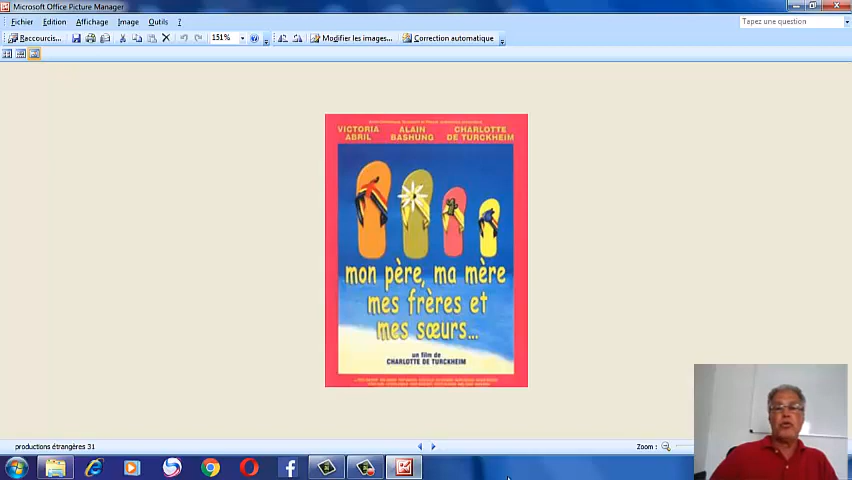 Microsoft Office Picture Manager
Fichier Edition Affichage Image Outils ?
Tapez une question
Raccourcis... 151% Modifier les images... Correction automatique
VICTORIA ABRIL
ALAIN BASHUNG
CHARLOTTE DE TURCKHEIM
mon père, ma mère
mes frères et
mes sœurs...
un film de
CHARLOTTE DE TURCKHEIM
productions étrangères 31
Zoom :